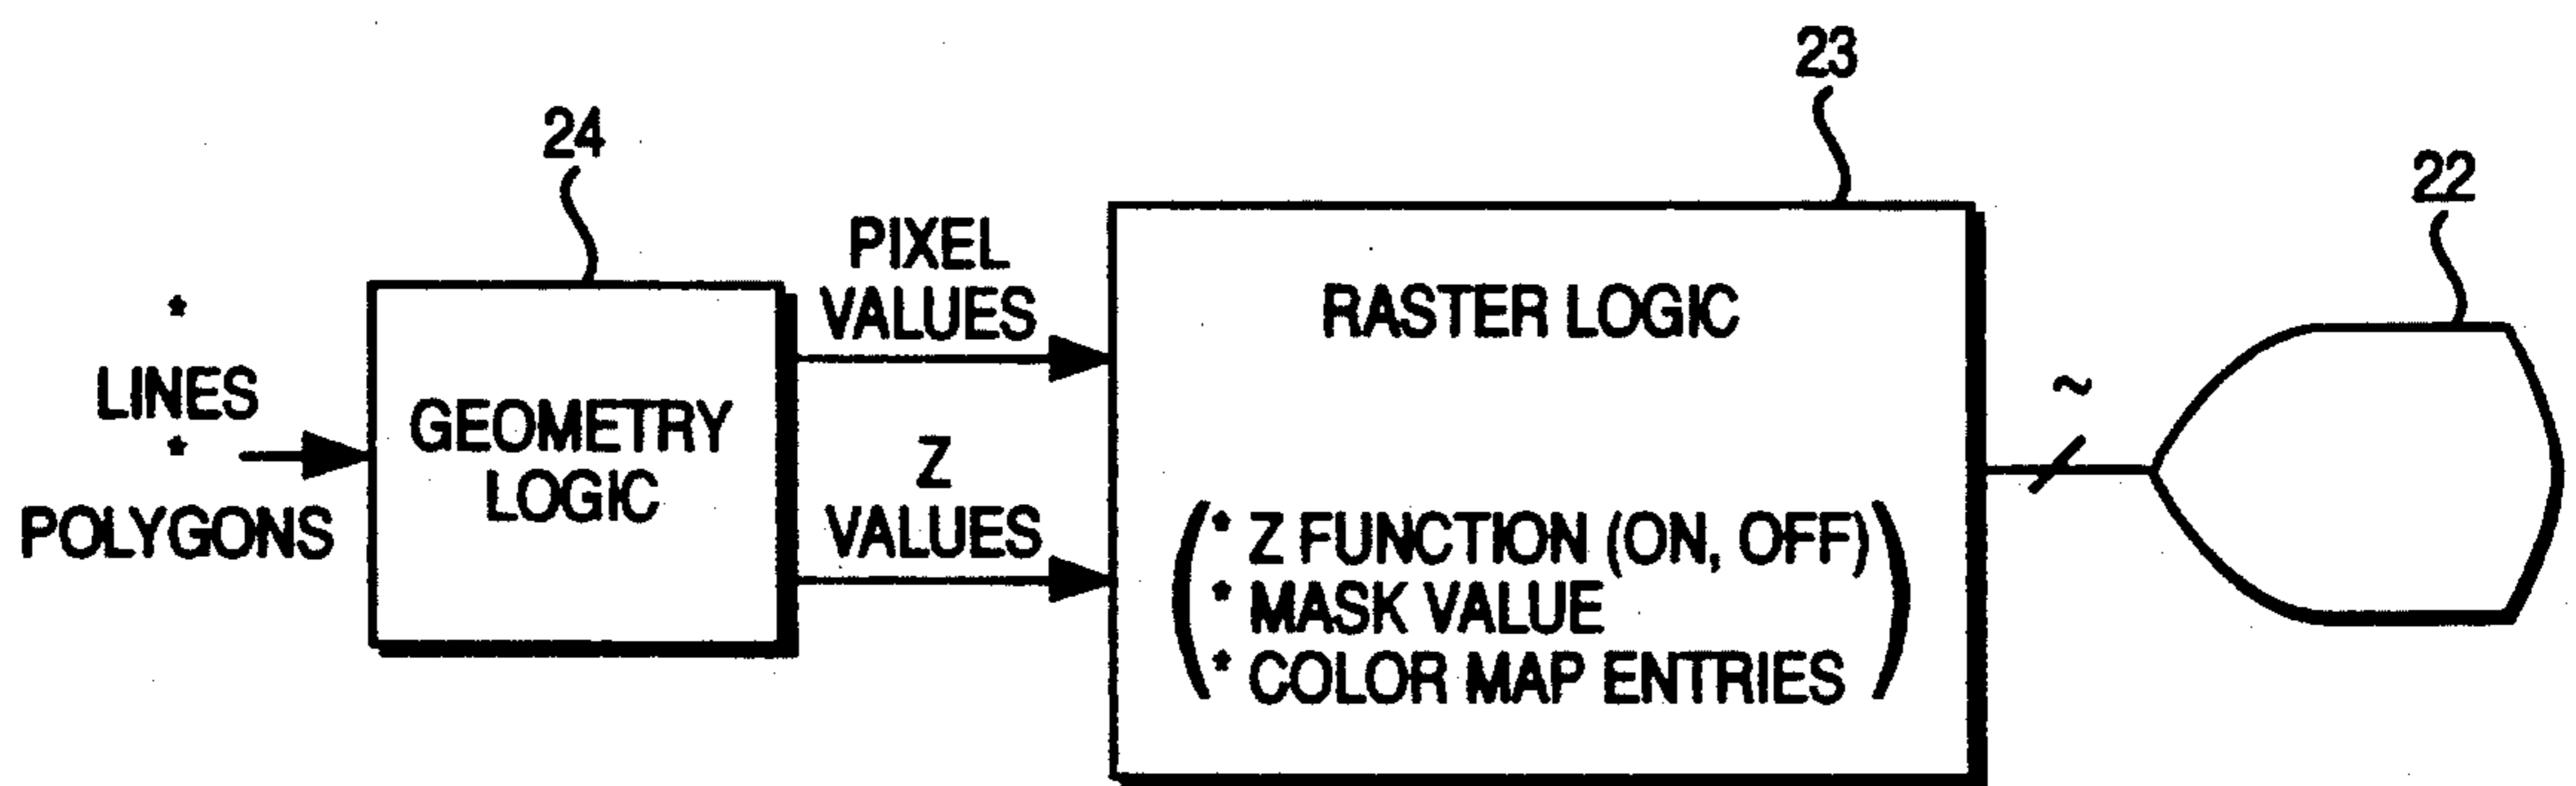 23
24
22
PIXEL
VALUES
RASTER LOGIC
*
LINES
*
POLYGONS
GEOMETRY
LOGIC
Z
VALUES
~
(* Z FUNCTION (ON, OFF)
* MASK VALUE
* COLOR MAP ENTRIES)